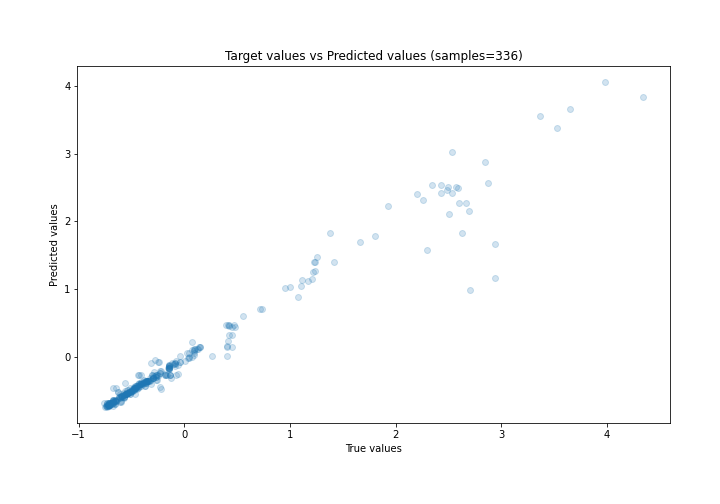 Target values vs Predicted values (samples=336)
Predicted values
4
3
2
1
0
−1 0 1 2 3 4
True values